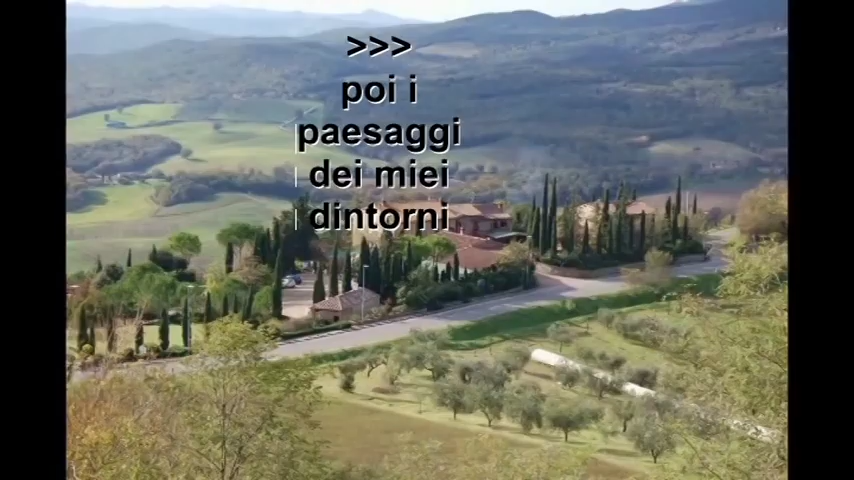 >>>
poi i
paesaggi
dei miei
dintorni